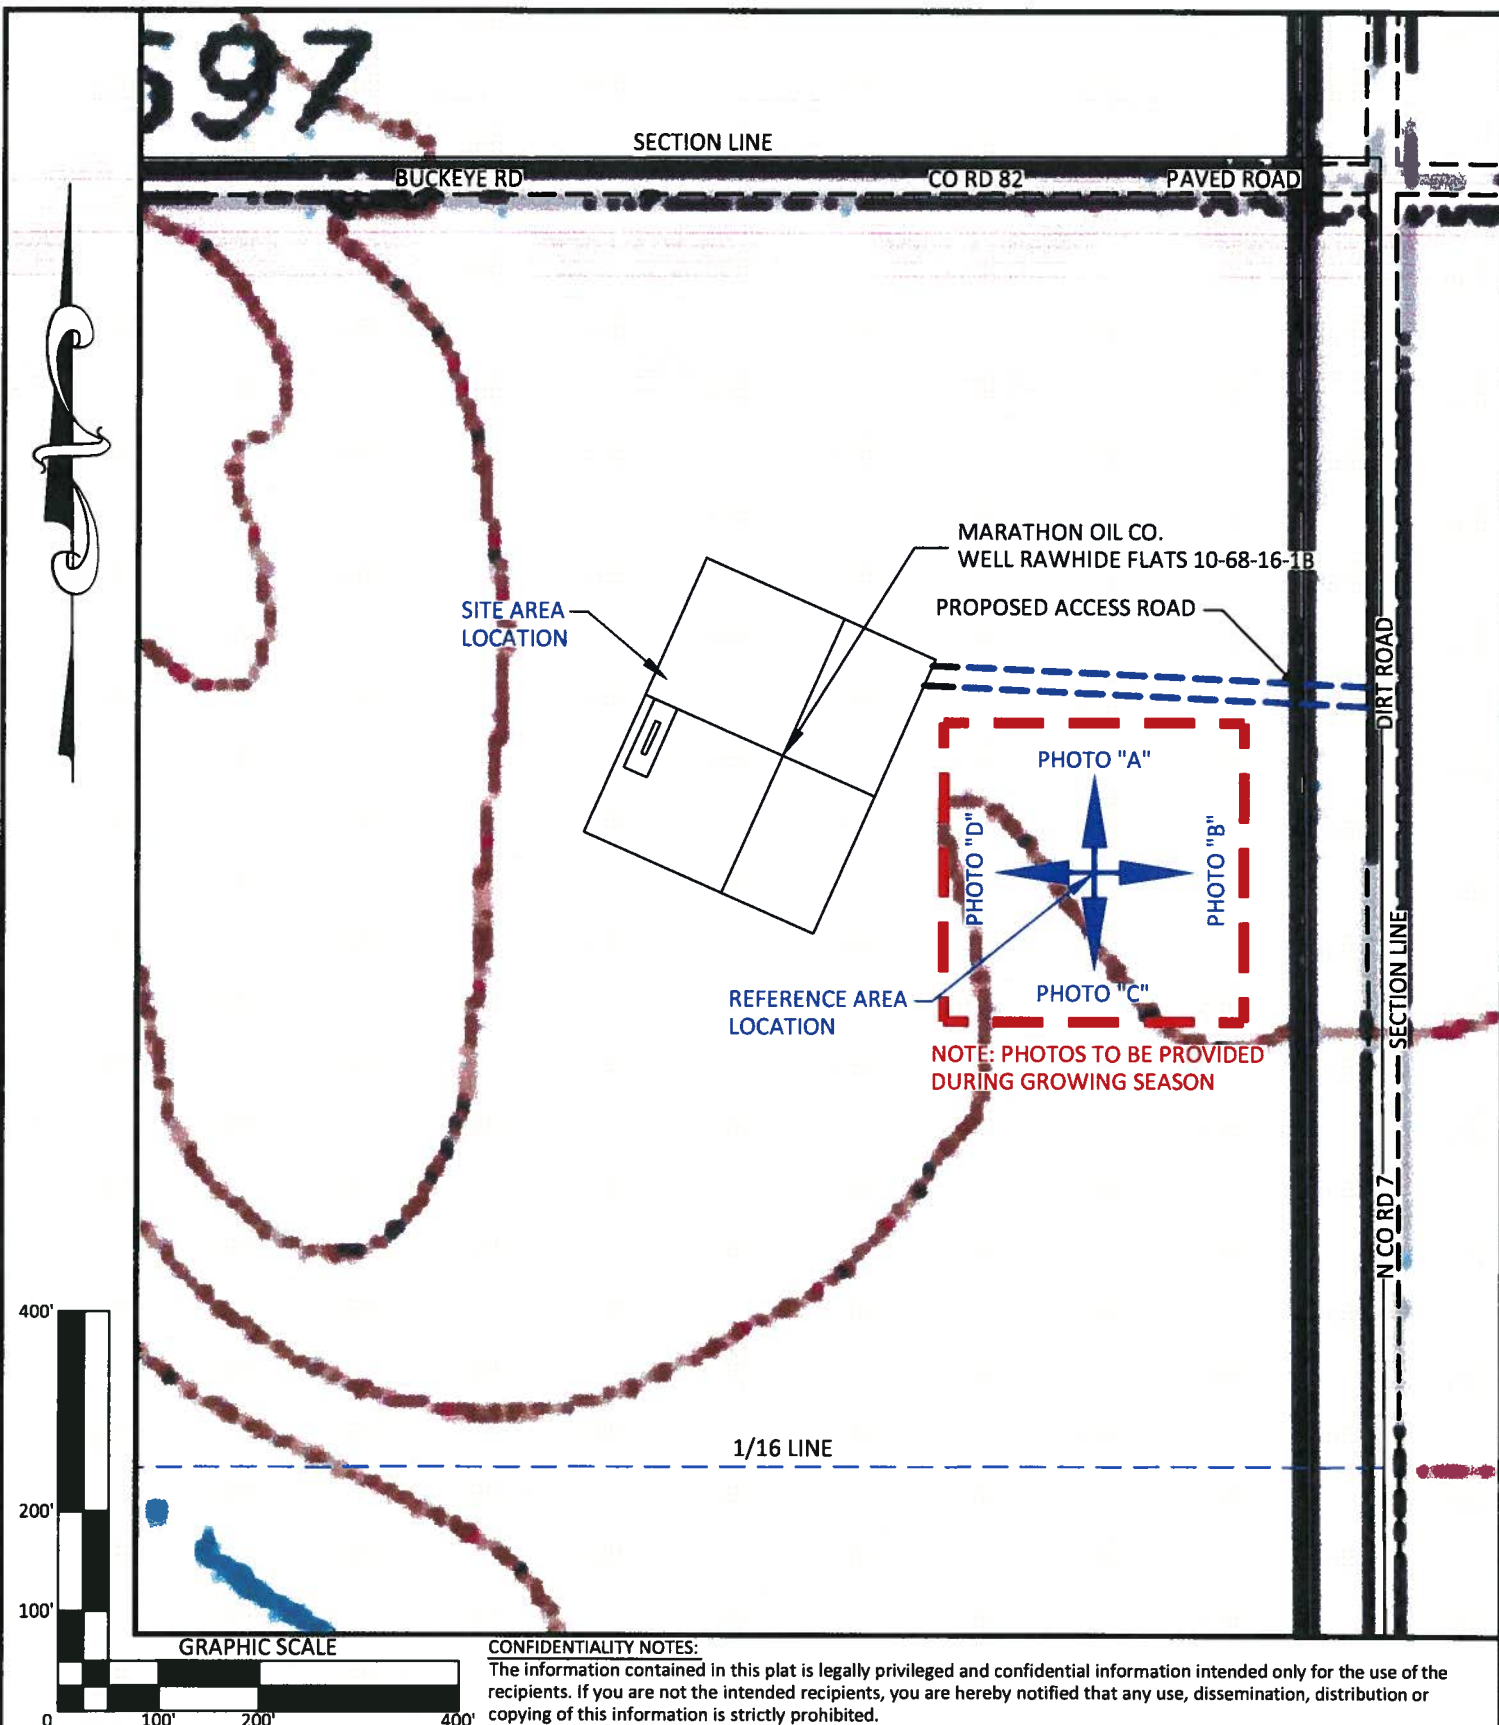 597
SECTION LINE
BUCKEYE RD
CO RD 82
PAVED ROAD
MARATHON OIL CO.
WELL RAWHIDE FLATS 10-68-16-1B
SITE AREA
LOCATION
PROPOSED ACCESS ROAD
DIRT ROAD
PHOTO "A"
PHOTO "D"
PHOTO "B"
PHOTO "C"
REFERENCE AREA
LOCATION
SECTION LINE
NOTE: PHOTOS TO BE PROVIDED
DURING GROWING SEASON
N CO RD 7
400'
1/16 LINE
200'
100'
GRAPHIC SCALE
0 100' 200' 400'
CONFIDENTIALITY NOTES:
The information contained in this plat is legally privileged and confidential information intended only for the use of the
recipients. If you are not the intended recipients, you are hereby notified that any use, dissemination, distribution or
copying of this information is strictly prohibited.